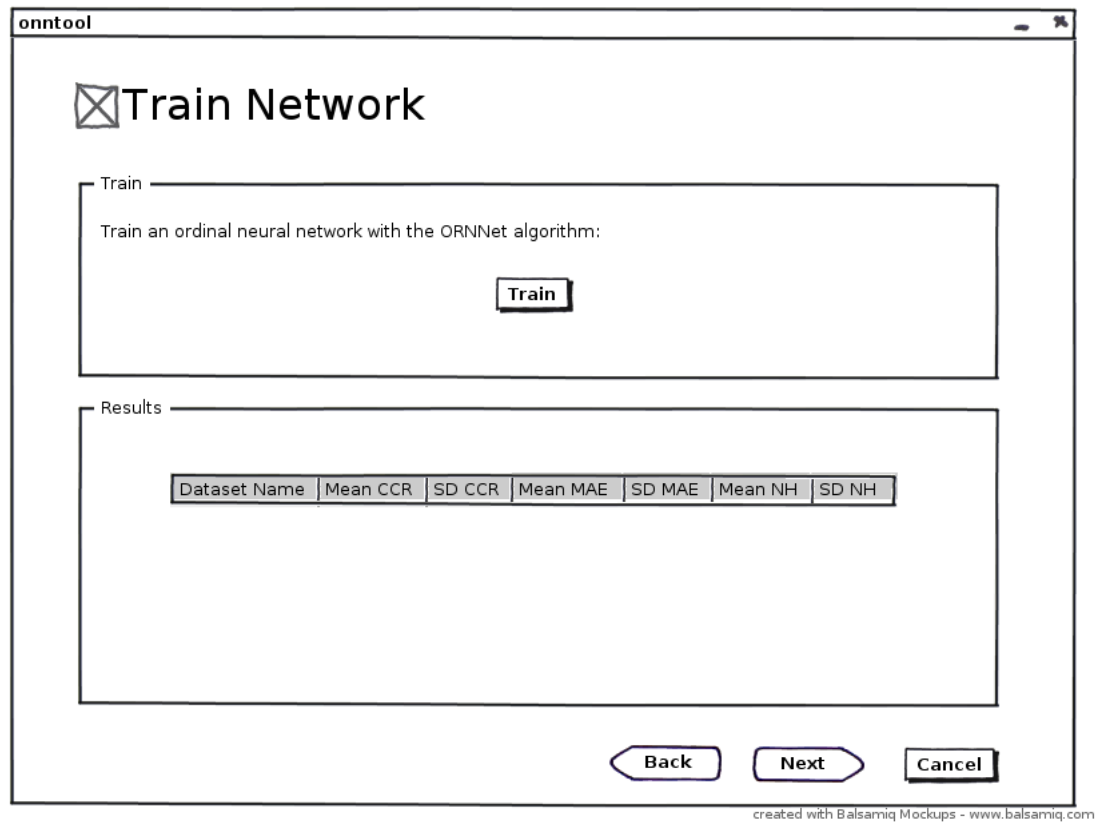 onntool
Train Network
Train
Train an ordinal neural network with the ORNNet algorithm:
Train
Results
Dataset Name Mean CCR SD CCR Mean MAE SD MAE Mean NH SD NH
Back Next Cancel
created with Balsamiq Mockups - www.balsamiq.com